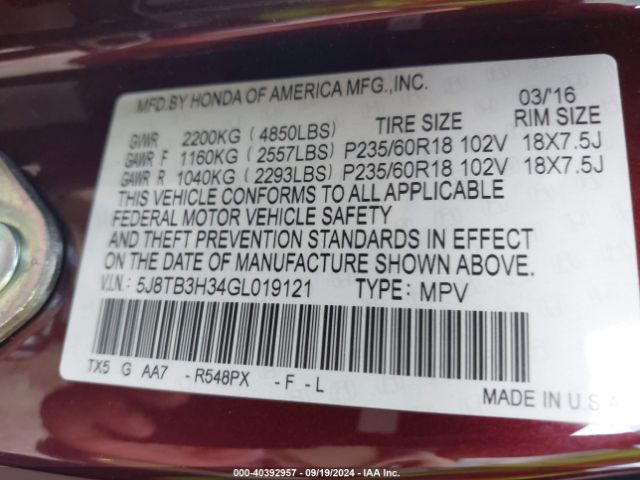 MFD.BY HONDA OF AMERICA MFG.,INC. 03/'16
GVWR 2200KG (4850LBS) TIRE SIZE RIM SIZE
GAWR F 1160KG (2557LBS) P235/60R18 102V 18X7.5J
GAWR R 1040KG (2293LBS) P235/60R18 102V 18X7.5J
THIS VEHICLE CONFORMS TO ALL APPLICABLE
FEDERAL MOTOR VEHICLE SAFETY
AND THEFT PREVENTION STANDARDS IN EFFECT
ON THE DATE OF MANUFACTURE SHOWN ABOVE.
V.I.N.: 5J8TB3H34GL019121 TYPE: MPV
TX5 G AA7 -R548PX -F-L
MADE IN U.S.A
000-40392957 - 09/19/2024 - IAA Inc.